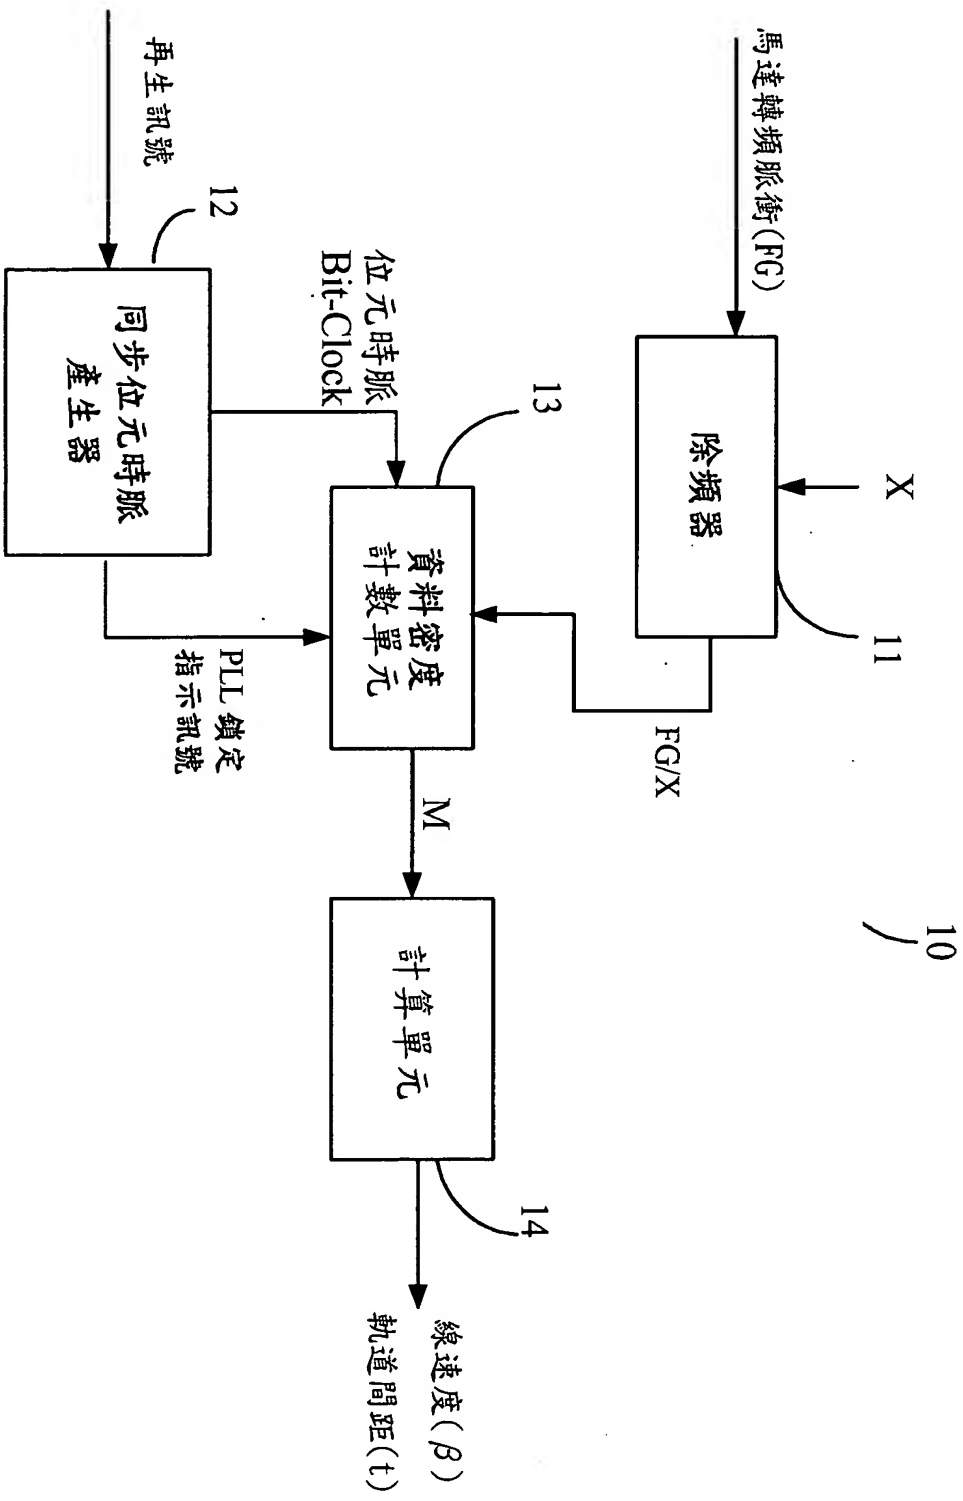 10
馬達轉頻脈衝(FG)
X
11
除頻器
FG/X
位元時脈
Bit-Clock
13
資料密度
計數單元
M
計算單元
14
線速度(β)
軌道間距(t)
再生訊號
12
同步位元時脈
產生器
PLL 鎖定
指示訊號